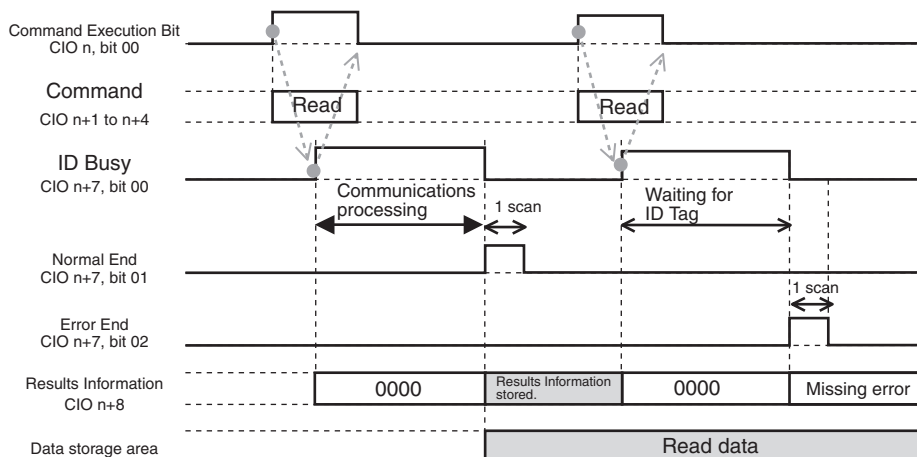 Command Execution Bit
CIO n, bit 00
Command
CIO n+1 to n+4
Read
Read
ID Busy
CIO n+7, bit 00
Communications
processing
1 scan
Waiting for
ID Tag
Normal End
CIO n+7, bit 01
1 scan
Error End
CIO n+7, bit 02
Results Information
CIO n+8
0000
Results Information
stored.
0000
Missing error
Data storage area
Read data